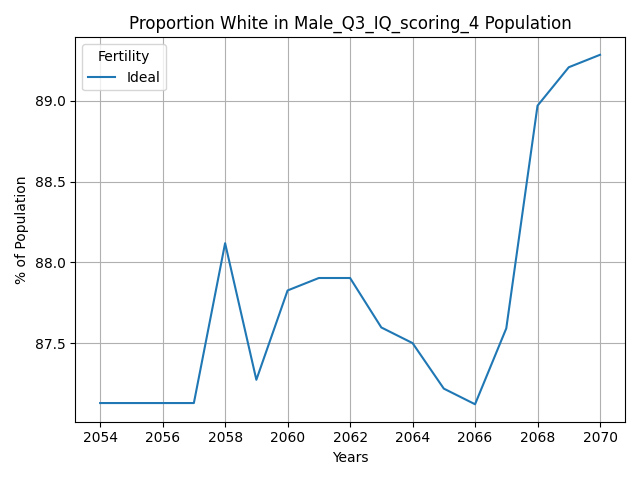 Proportion White in Male_Q3_IQ_scoring_4 Population
Fertility
Ideal
% of Population
89.0
88.5
88.0
87.5
2054 2056 2058 2060 2062 2064 2066 2068 2070
Years